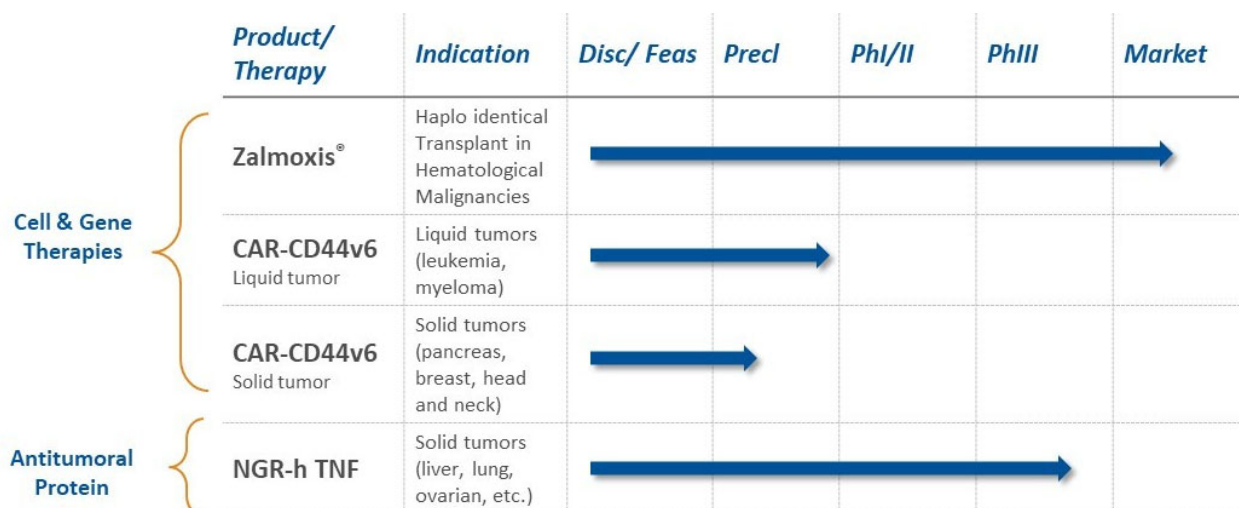 Product/
Therapy
Indication
Disc/ Feas
Precl
PhI/II
PhIII
Market
Cell & Gene
Therapies
Zalmoxis®
Haplo identical
Transplant in
Hematological
Malignancies
CAR-CD44v6
Liquid tumor
Liquid tumors
(leukemia,
myeloma)
CAR-CD44v6
Solid tumor
Solid tumors
(pancreas,
breast, head
and neck)
Antitumoral
Protein
NGR-h TNF
Solid tumors
(liver, lung,
ovarian, etc.)